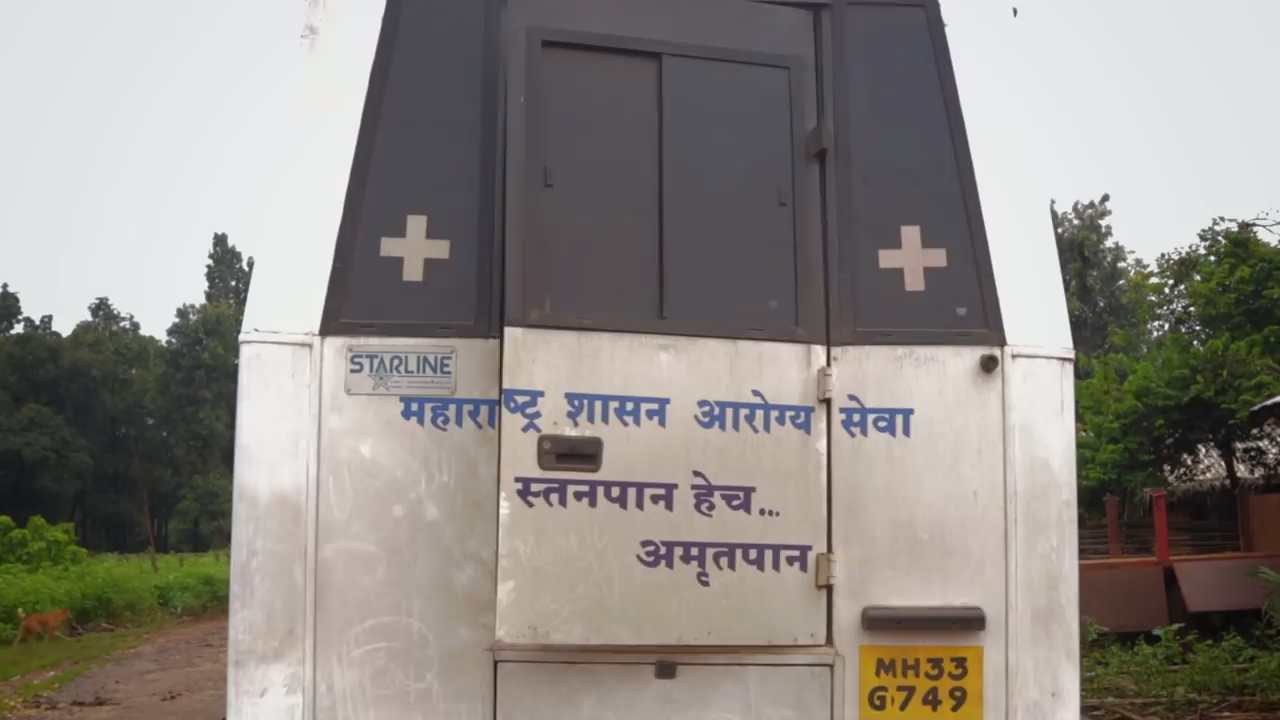 STARLINE
महाराष्ट्र शासन आरोग्य सेवा
स्तनपान हेच...
अमृतपान
MH33
G749